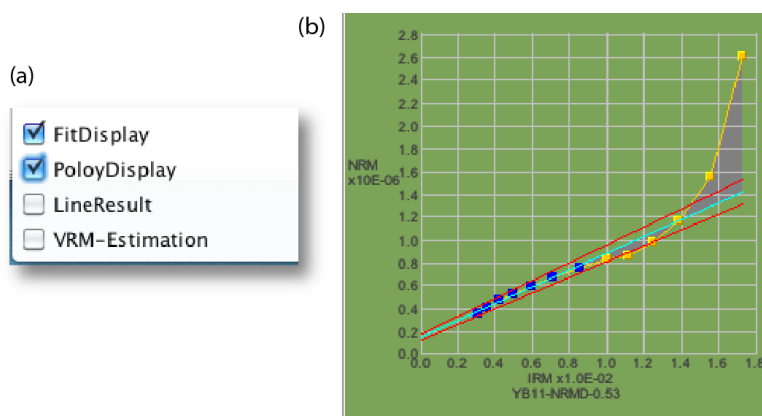 (a)
FitDisplay
PoloyDisplay
LineResult
VRM-Estimation
(b)
2.8
2.6
2.4
2.2
2.0
1.8
NRM
x10E-06
1.6
1.4
1.2
1.0
0.8
0.6
0.4
0.2
0.0
0.0 0.2 0.4 0.6 0.8 1.0 1.2 1.4 1.6 1.8
IRM x1.0E-02
YB11-NRMD-0.53